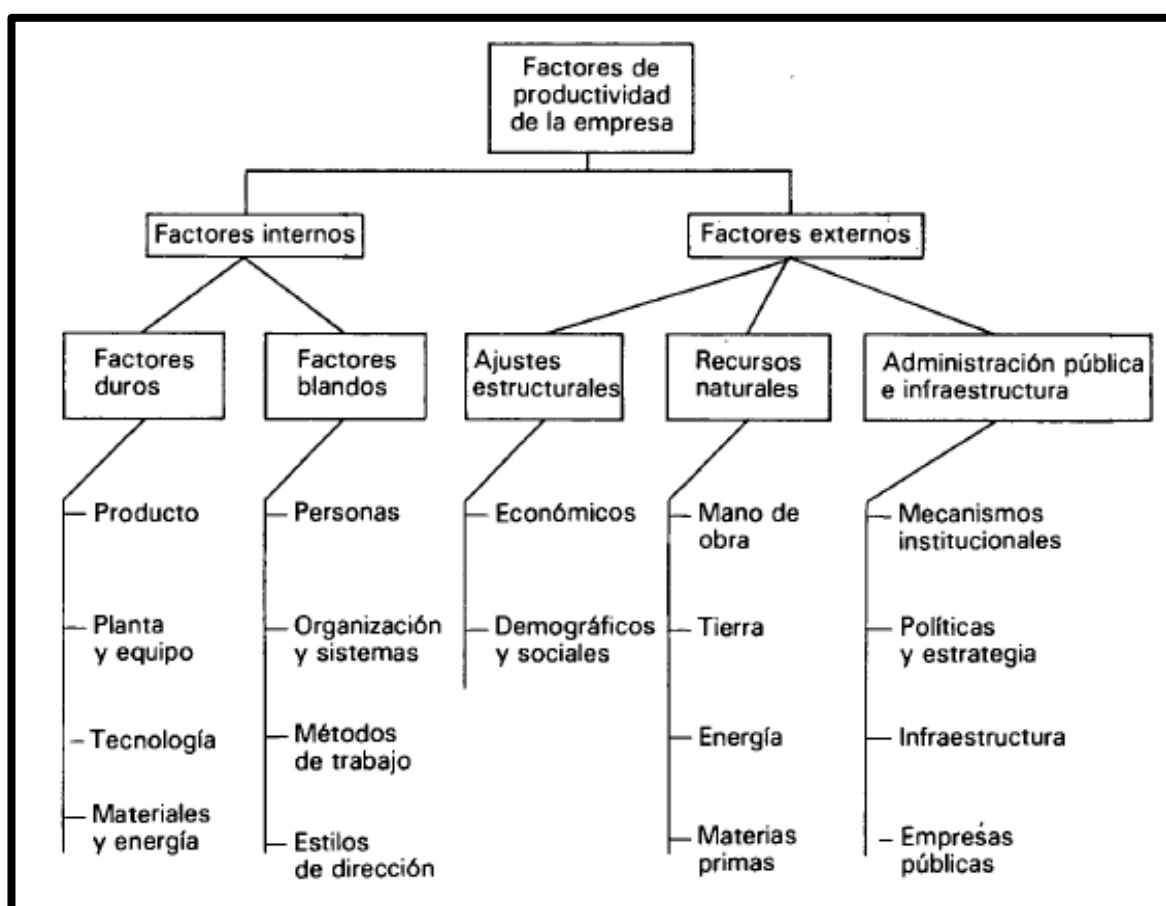 Factores de
productividad
de la empresa
Factores internos
Factores externos
Factores
duros
Factores
blandos
Ajustes
estructurales
Recursos
naturales
Administración pública
e infraestructura
Producto
Planta
y equipo
Tecnología
Materiales
y energía
Personas
Organización
y sistemas
Métodos
de trabajo
Estilos
de dirección
Económicos
Demográficos
y sociales
Mano de
obra
Tierra
Energía
Materias
primas
Mecanismos
institucionales
Políticas
y estrategia
Infraestructura
Empresas
públicas